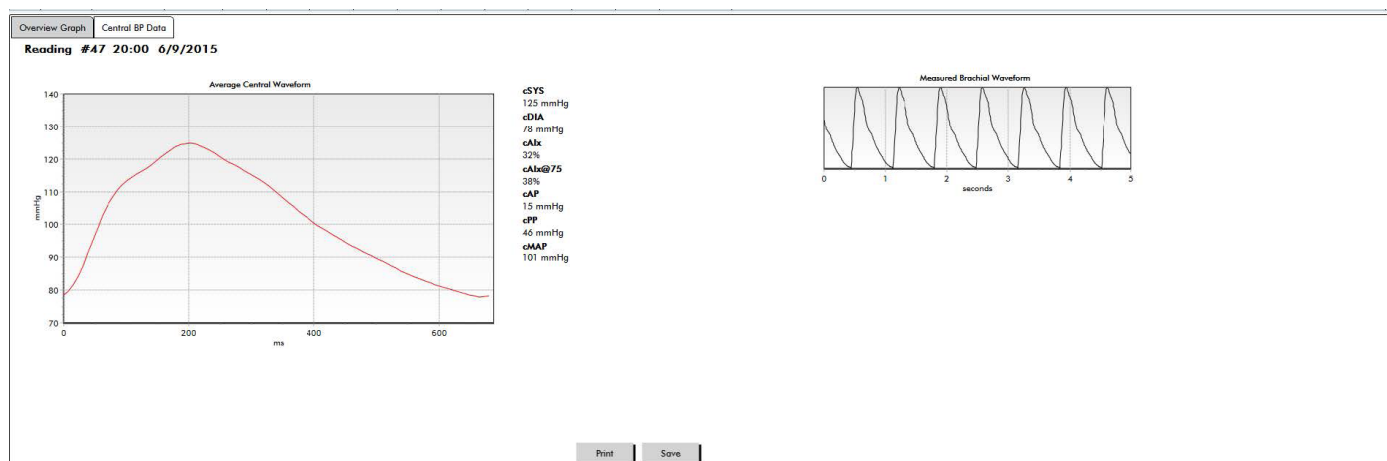 Overview Graph
Central BP Data
Reading #47 20:00 6/9/2015
Average Central Waveform
140
130
120
110
100
90
80
70
mmHg
0
200
400
600
ms
cSYS
125 mmHg
cDIA
78 mmHg
cAIx
32%
cAIx@75
38%
cAP
15 mmHg
cPP
46 mmHg
cMAP
101 mmHg
Measured Brachial Waveform
0
1
2
3
4
5
seconds
Print
Save